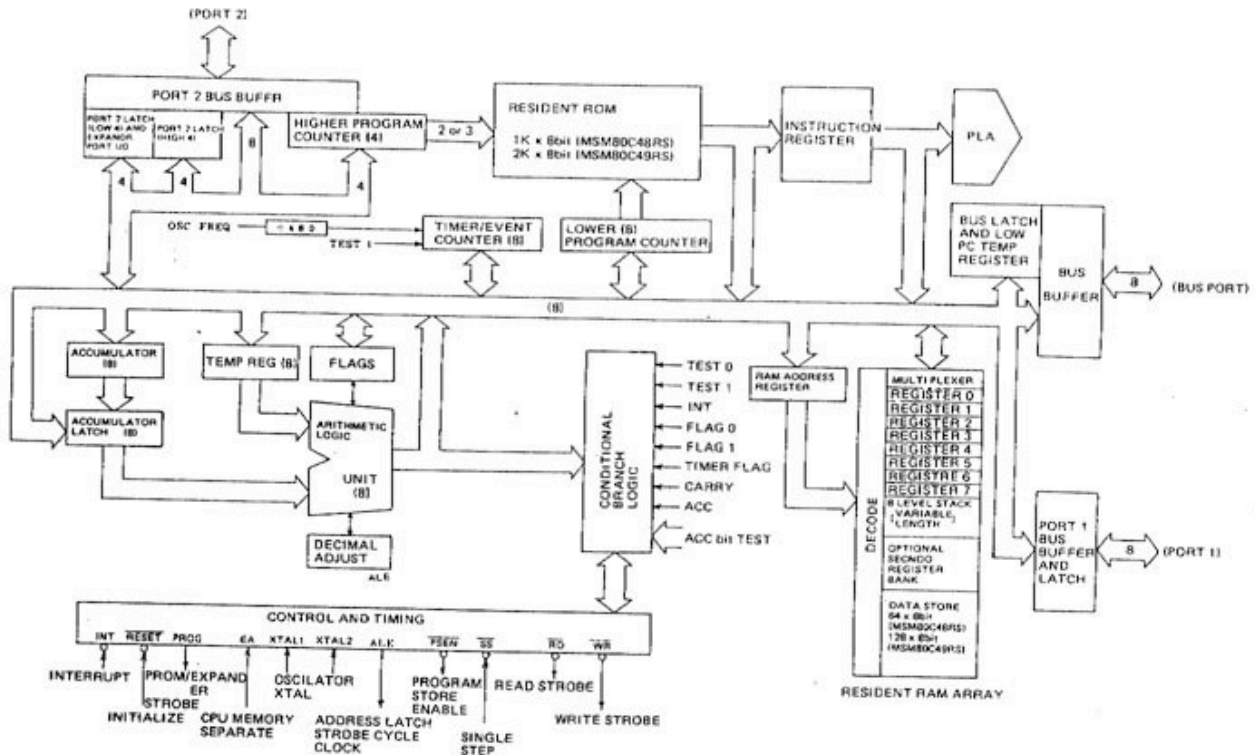 (PORT 2)
PORT 2 BUS BUFFR
PORT 2 LATCH
(LOW 4) AND
EXPANDR
PORT I/O
PORT 2 LATCH
(HIGH 4)
8
HIGHER PROGRAM
COUNTER (4)
2 or 3
4
4
4
RESIDENT ROM
1K x 8bit (MSM80C48RS)
2K x 8bit (MSM80C49RS)
INSTRUCTION
REGISTER
PLA
OSC FREQ
TEST 1
TIMER/EVENT
COUNTER (8)
LOWER (8)
PROGRAM COUNTER
BUS LATCH
AND LOW
PC TEMP
REGISTER
BUS
BUFFER
8
(BUS PORT)
(8)
ACCUMULATOR
(8)
ACCUMULATOR
LATCH (8)
TEMP REG (8)
FLAGS
ARITHMETIC
LOGIC
UNIT
(8)
DECIMAL
ADJUST
CONDITIONAL
BRANCH
LOGIC
TEST 0
TEST 1
INT
FLAG 0
FLAG 1
TIMER FLAG
CARRY
ACC
ACC bit TEST
RAM ADDRESS
REGISTER
DECODE
MULTIPLEXER
REGISTER 0
REGISTER 1
REGISTER 2
REGISTER 3
REGISTER 4
REGISTER 5
REGISTRE 6
REGISTER 7
8 LEVEL STACK
[VARIABLE LENGTH]
OPTIONAL
SECNDO
REGISTER
BANK
DATA STORE
64 x 8bit
(MSM80C48RS)
128 x 8bit
(MSM80C49RS)
RESIDENT RAM ARRAY
PORT 1
BUS
BUFFER
AND
LATCH
8
(PORT 1)
CONTROL AND TIMING
INT
RESET
PROG
EA
XTAL1
XTAL2
ALE
PSEN
SS
RD
WR
INTERRUPT
INITIALIZE
PROM/EXPAND
ER
STROBE
CPU MEMORY
SEPARATE
OSCILATOR
XTAL
ADDRESS LATCH
STROBE CYCLE
CLOCK
PROGRAM
STORE
ENABLE
SINGLE
STEP
READ STROBE
WRITE STROBE